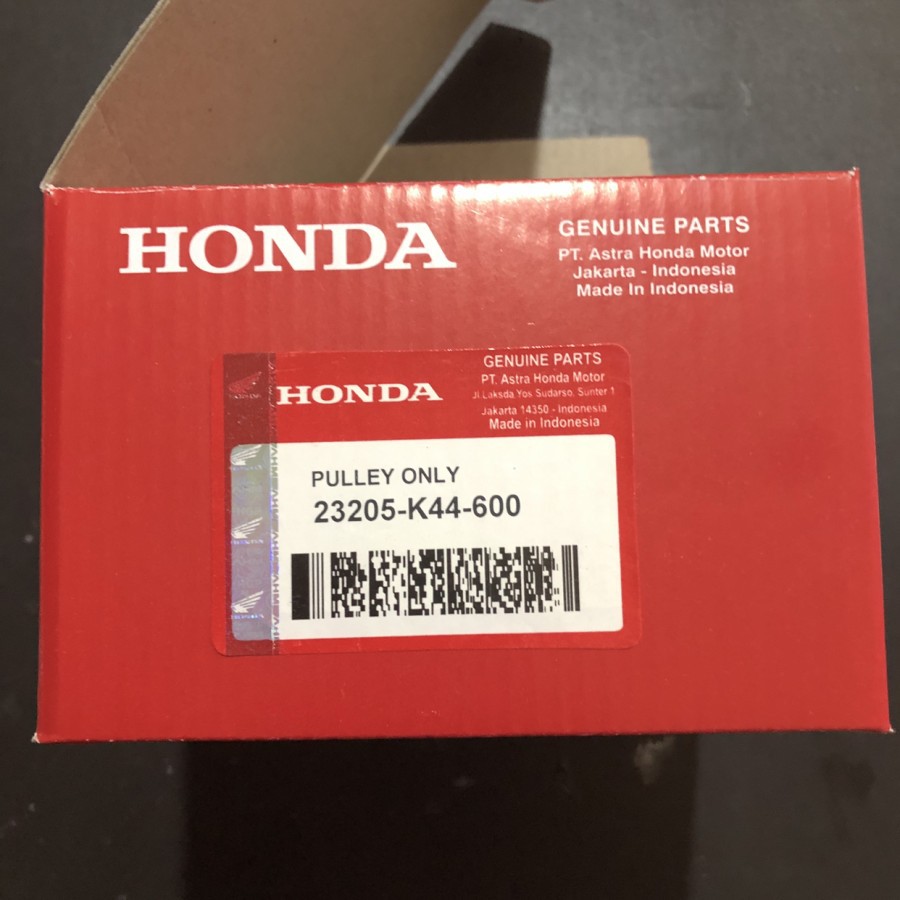 HONDA
GENUINE PARTS
PT. Astra Honda Motor
Jakarta - Indonesia
Made In Indonesia
HONDA
GENUINE PARTS
PT. Astra Honda Motor
Jl.Laksda Yos Sudarso, Sunter 1
Jakarta 14350 - Indonesia
Made in Indonesia
PULLEY ONLY
23205-K44-600